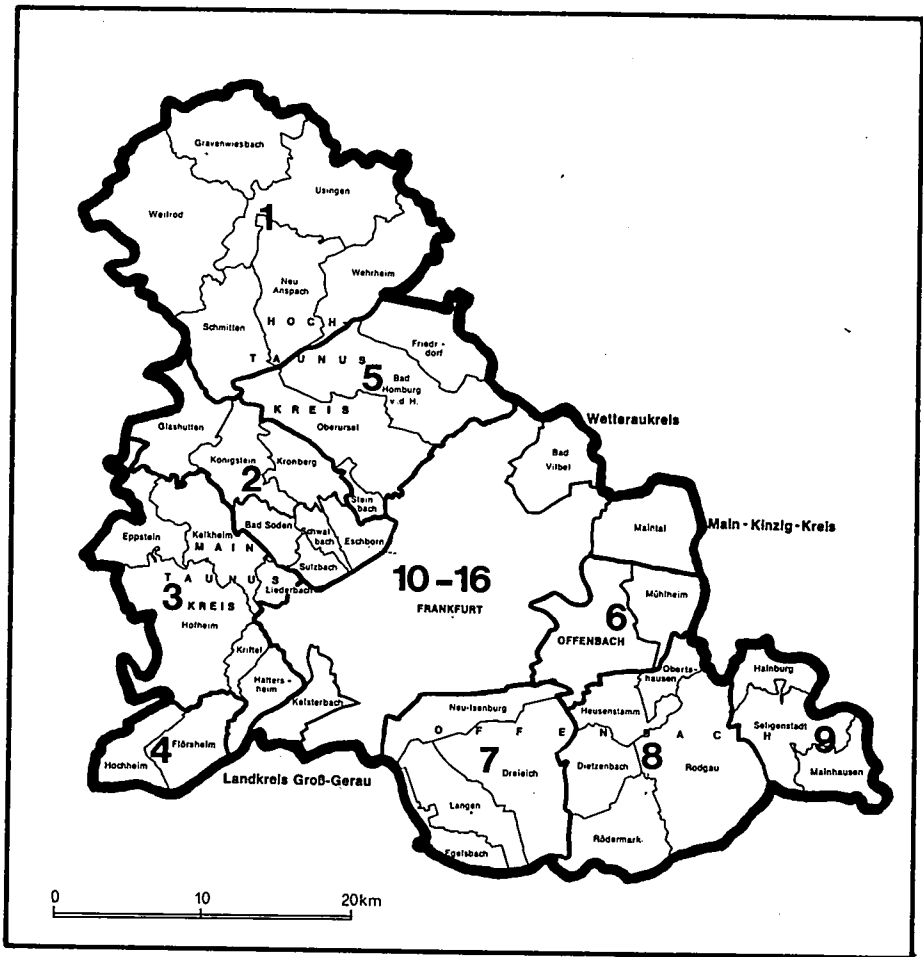 Gravenwiesbach
Usingen
Weilrod
1
Neu
Anspach
Wehrheim
Schmitten
HOCH
TAUNUS
KREIS
Friedr-
dorf
5
Bad
Homburg
v.d H.
Oberursel
Glashutten
Königstein
Kronberg
2
Stein
bach
Bad Soden
Schwal
bach
Eschborn
Sulzbach
Wetteraukreis
Bad
Vilbel
Maintal
Main-Kinzig-Kreis
Eppstein
Kelkheim
MAIN
TAUNUS
KREIS
3
Liederbach
Hofheim
10-16
FRANKFURT
Mühlheim
6
OFFENBACH
Kriftel
Hatters-
heim
Kelsterbach
Obert-
hausen
Hainburg
Neu-Isenburg
Heusenstamm
Seligenstadt
OFFENBACH
9
4
Flörsheim
Hochheim
Landkreis Groß-Gerau
7
Dreieich
Dietzenbach
8
Rodgau
Mainhausen
Langen
Egelsbach
Rödermark
0 10 20km